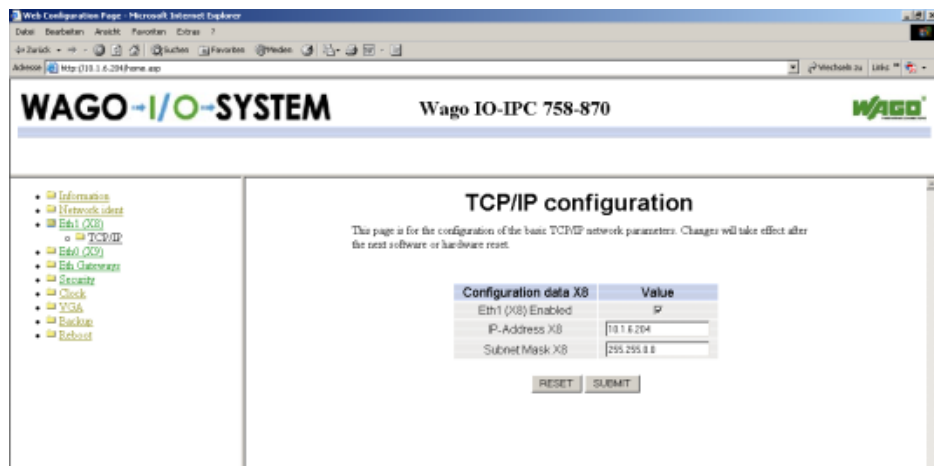 Web Configuration Page - Microsoft Internet Explorer
Datei Bearbeiten Ansicht Favoriten Extras ?
Zurück Suchen Favoriten Medien
Adresse http://10.1.6.204/home.asp Wechseln zu Links
WAGO I/O SYSTEM Wago IO-IPC 758-870 WAGO
Information
Network ident
Eth1 (X8)
TCP/IP
Eth0 (X9)
Eth Gateways
Security
Clock
VGA
Backup
Reboot
TCP/IP configuration
This page is for the configuration of the basic TCP/IP network parameters. Changes will take effect after
the next software or hardware reset.
Configuration data X8 Value
Eth1 (X8) Enabled
IP-Address X8 10.1.6.204
Subnet Mask X8 255.255.0.0
RESET SUBMIT